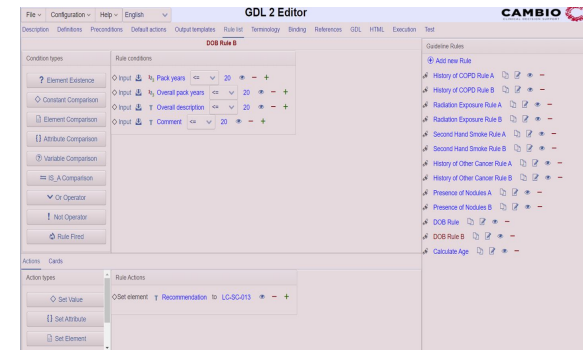 File Configuration Help English GDL 2 Editor CAMBIO
Description Definitions Preconditions Default actions Output templates Rule list Terminology Binding References GDL HTML Execution Test
DOB Rule B
Guideline Rules
Condition types
Rule conditions
Add new Rule
? Element Existence
Input Pack years <= 20 − +
History of COPD Rule A −
Constant Comparison
Input Overall pack years <= 20 − +
History of COPD Rule B −
Element Comparison
Input T Overall description <= 20 − +
Radiation Exposure Rule A −
Attribute Comparison
Input T Comment <= 20 − +
Radiation Exposure Rule B −
Variable Comparison
Second Hand Smoke Rule A −
IS_A Comparison
Second Hand Smoke Rule B −
Or Operator
History of Other Cancer Rule A −
! Not Operator
History of Other Cancer Rule B −
Rule Fired
Presence of Nodules A −
Presence of Nodules B −
DOB Rule −
DOB Rule B −
Calculate Age −
Actions Cards
Action types
Rule Actions
Set Value
Set element T Recommendation to LC-SC-013 − +
Set Attribute
Set Element